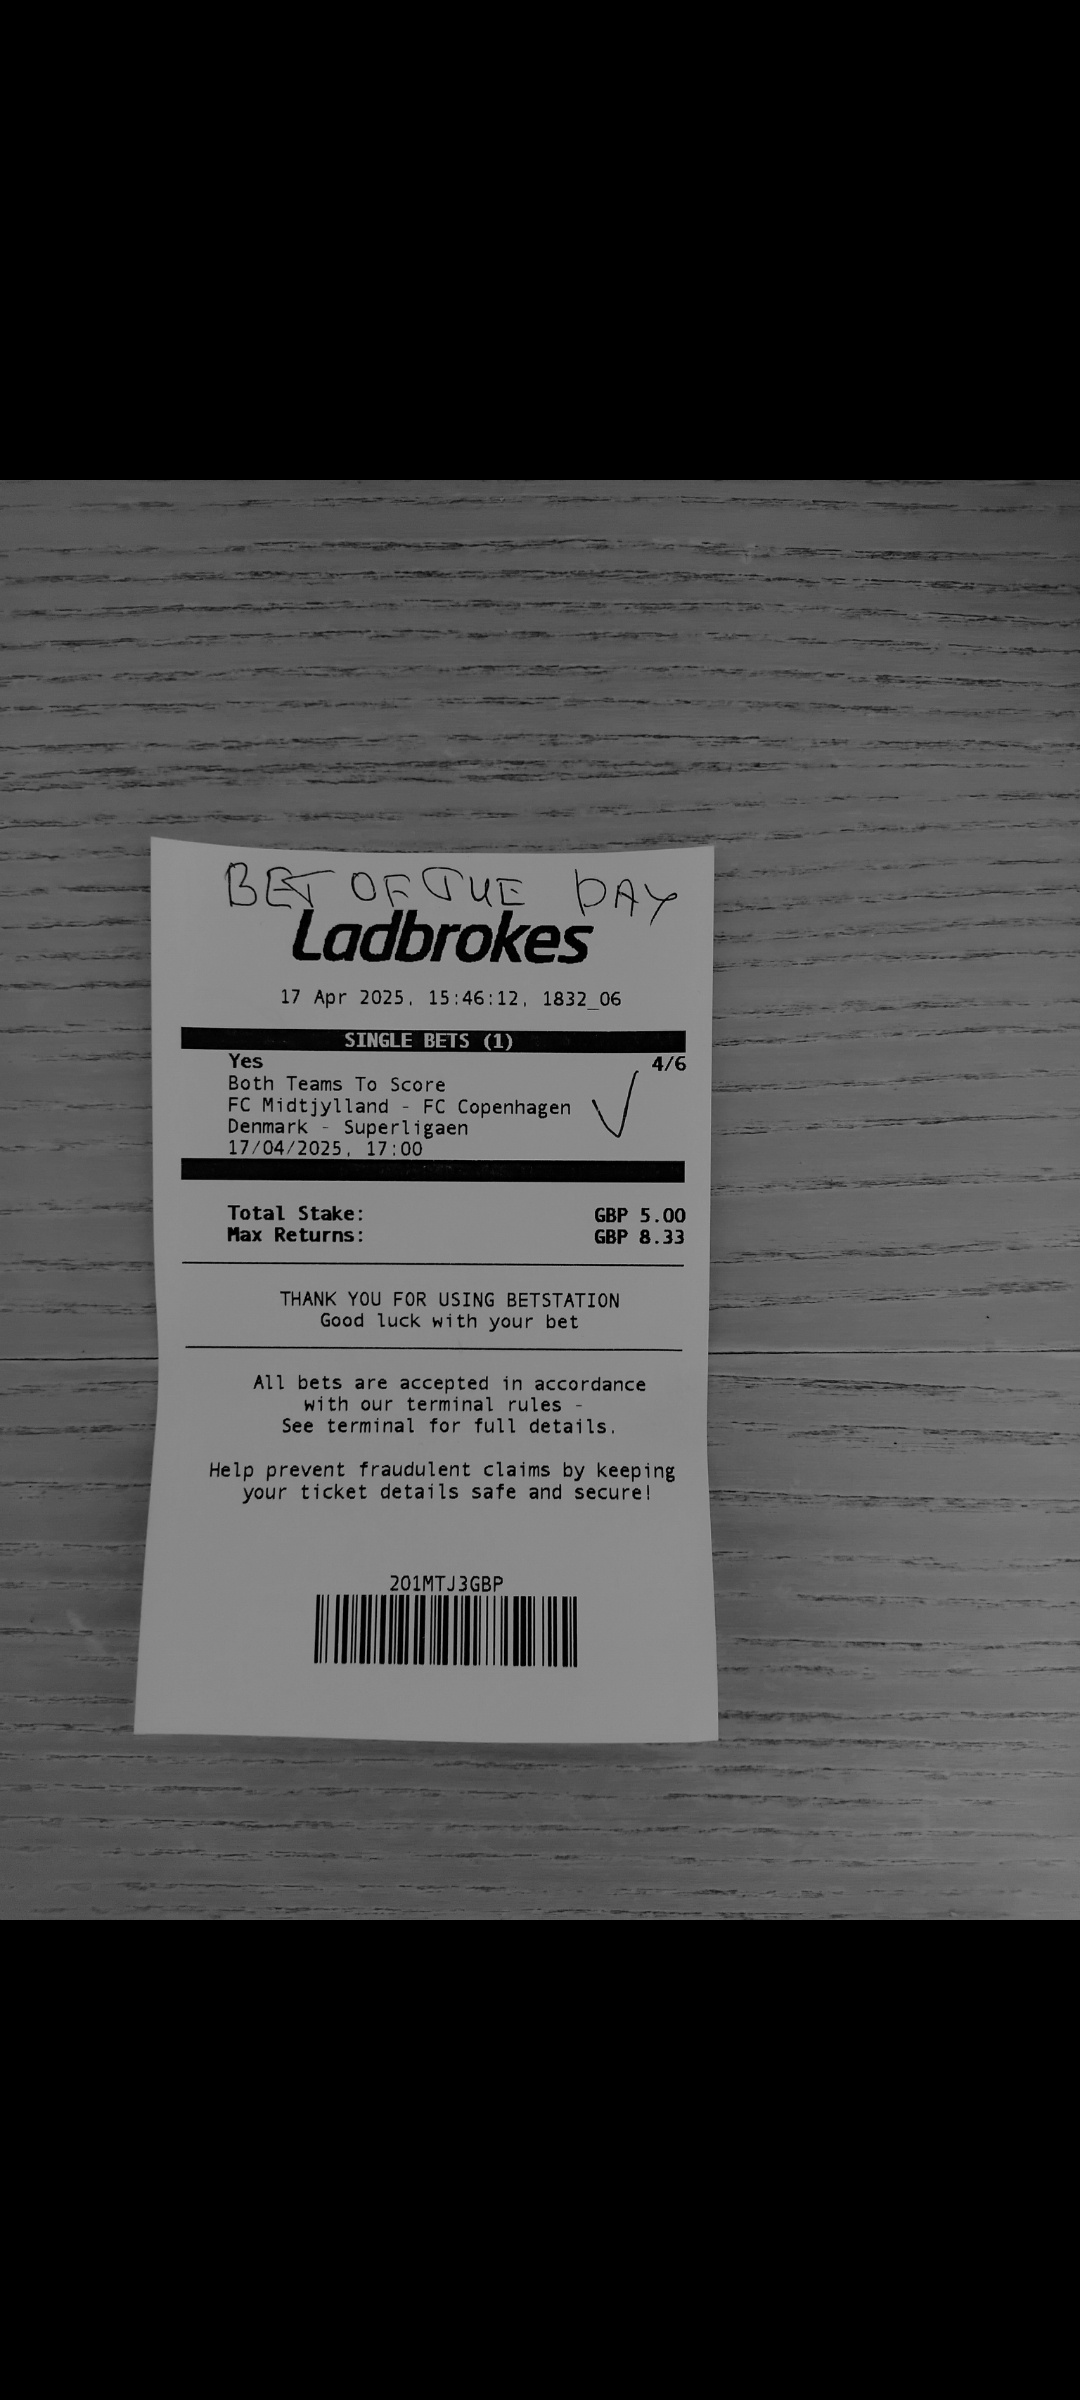 BET OF THE DAY
Ladbrokes
17 Apr 2025, 15:46:12, 1832_06
SINGLE BETS (1)
Yes 4/6
Both Teams To Score
FC Midtjylland - FC Copenhagen
Denmark - Superligaen
17/04/2025, 17:00
Total Stake: GBP 5.00
Max Returns: GBP 8.33
THANK YOU FOR USING BETSTATION
Good luck with your bet
All bets are accepted in accordance
with our terminal rules -
See terminal for full details.
Help prevent fraudulent claims by keeping
your ticket details safe and secure!
201MTJ3GBP